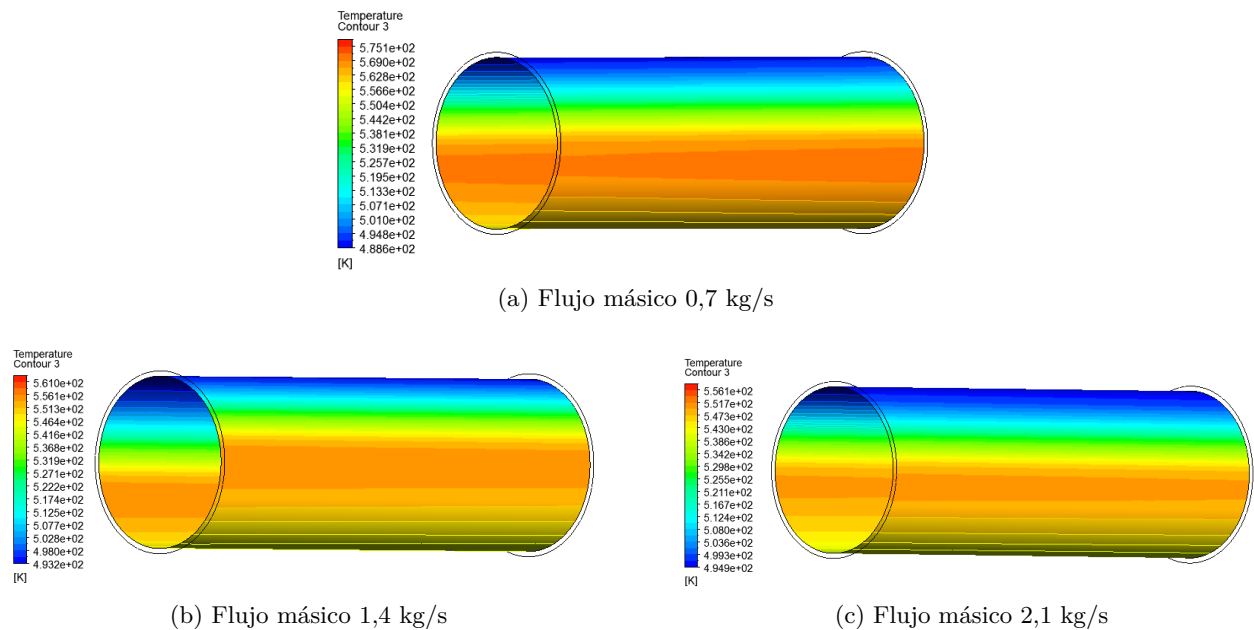 Temperature
Contour 3
5.751e+02
5.690e+02
5.628e+02
5.566e+02
5.504e+02
5.442e+02
5.381e+02
5.319e+02
5.257e+02
5.195e+02
5.133e+02
5.072e+02
5.010e+02
4.948e+02
4.886e+02
[K]
(a) Flujo másico 0,7 kg/s
Temperature
Contour 3
5.610e+02
5.561e+02
5.513e+02
5.464e+02
5.416e+02
5.368e+02
5.319e+02
5.271e+02
5.222e+02
5.174e+02
5.125e+02
5.077e+02
5.028e+02
4.980e+02
4.932e+02
[K]
(b) Flujo másico 1,4 kg/s
Temperature
Contour 3
5.561e+02
5.517e+02
5.473e+02
5.430e+02
5.386e+02
5.342e+02
5.298e+02
5.255e+02
5.211e+02
5.167e+02
5.124e+02
5.080e+02
5.036e+02
4.993e+02
4.949e+02
[K]
(c) Flujo másico 2,1 kg/s